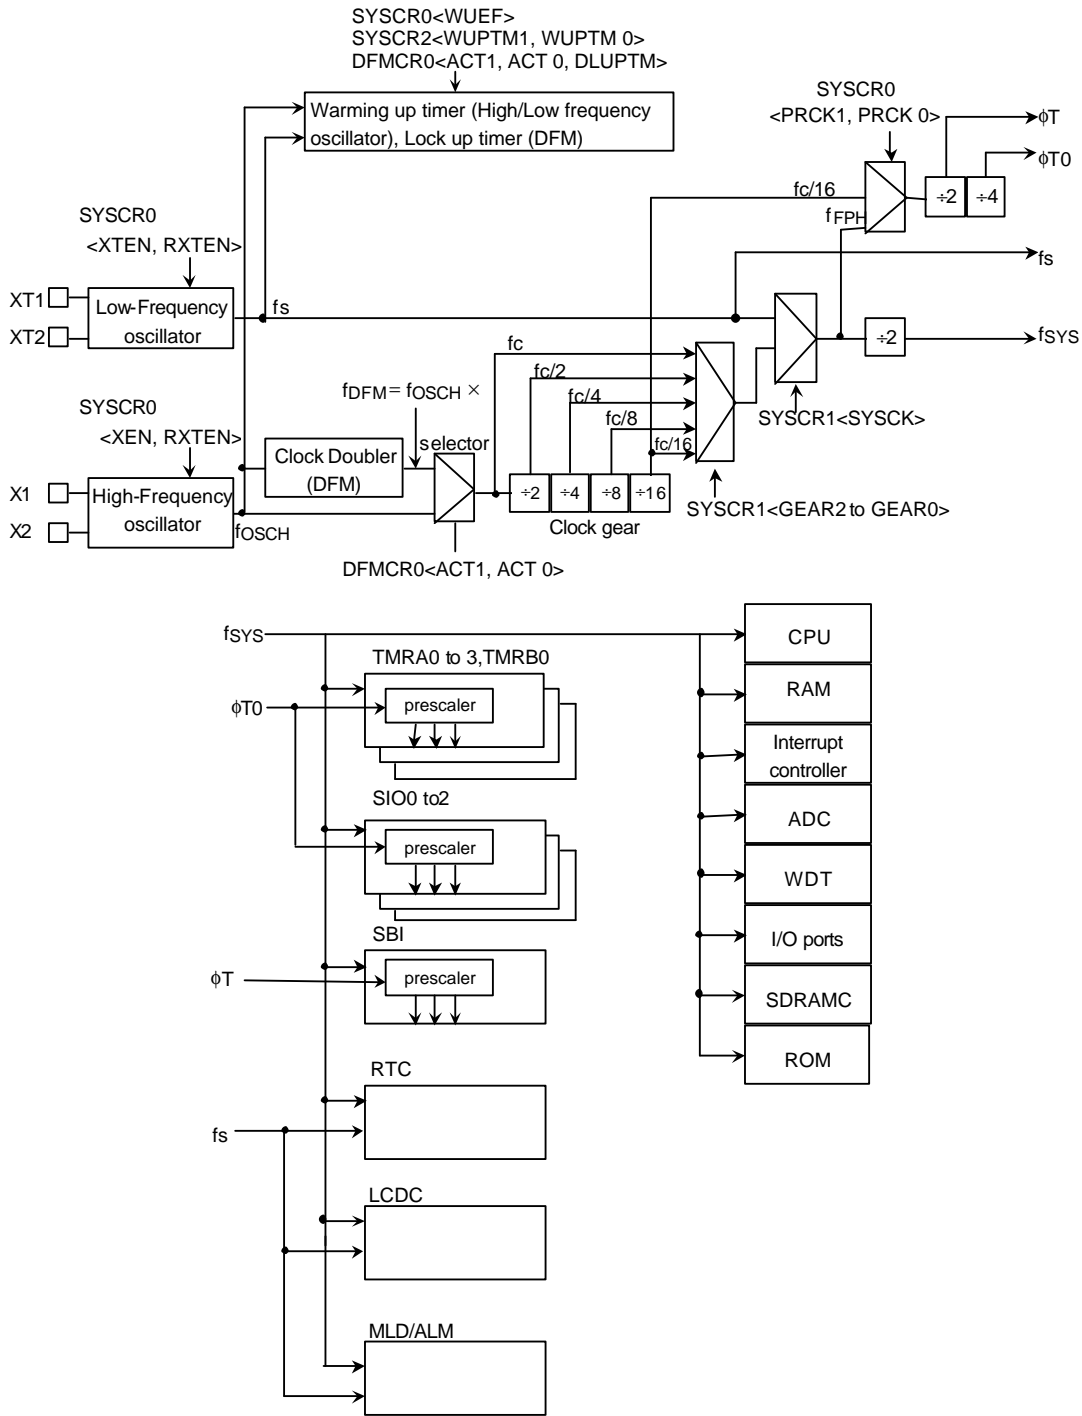 SYSCR0<WUEF>
SYSCR2<WUPTM1, WUPTM 0>
DFMCR0<ACT1, ACT 0, DLUPTM>
Warming up timer (High/Low frequency
oscillator), Lock up timer (DFM)
SYSCR0
<PRCK1, PRCK 0>
ϕT
ϕT0
fc/16
÷2
÷4
fFPH
SYSCR0
<XTEN, RXTEN>
fs
XT1
XT2
Low-Frequency
oscillator
fs
÷2
fSYS
fc
fc/2
fc/4
fc/8
fc/16
fDFM = fOSCH ×
SYSCR1<SYSCK>
SYSCR0
<XEN, RXTEN>
selector
Clock Doubler
(DFM)
X1
X2
High-Frequency
oscillator
fOSCH
÷2
÷4
÷8
÷16
Clock gear
SYSCR1<GEAR2 to GEAR0>
DFMCR0<ACT1, ACT 0>
fSYS
CPU
TMRA0 to 3,TMRB0
prescaler
ϕT0
RAM
Interrupt
controller
SIO0 to2
prescaler
ADC
WDT
SBI
prescaler
ϕT
I/O ports
SDRAMC
ROM
RTC
fs
LCDC
MLD/ALM